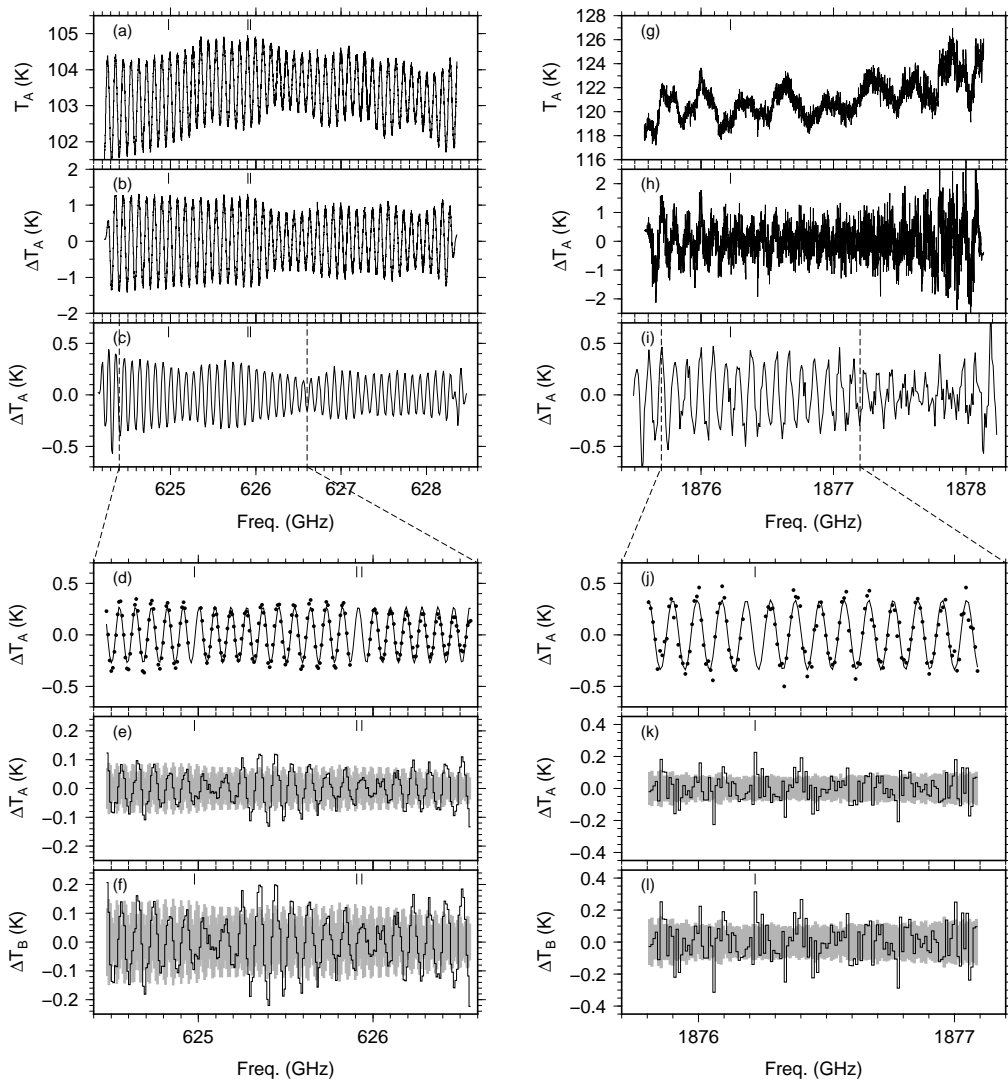 (a)
T_A (K)
105
104
103
102
(b)
ΔT_A (K)
2
1
0
−1
−2
(c)
ΔT_A (K)
0.5
0.0
−0.5
625
626
627
628
Freq. (GHz)
(d)
ΔT_A (K)
0.5
0.0
−0.5
(e)
ΔT_A (K)
0.2
0.1
0.0
−0.1
−0.2
(f)
ΔT_B (K)
0.2
0.1
0.0
−0.1
−0.2
625
626
Freq. (GHz)
(g)
T_A (K)
128
126
124
122
120
118
116
(h)
ΔT_A (K)
2
1
0
−1
−2
(i)
ΔT_A (K)
0.5
0.0
−0.5
1876
1877
1878
Freq. (GHz)
(j)
ΔT_A (K)
0.5
0.0
−0.5
(k)
ΔT_A (K)
0.4
0.2
0.0
−0.2
−0.4
(l)
ΔT_B (K)
0.4
0.2
0.0
−0.2
−0.4
1876
1877
Freq. (GHz)